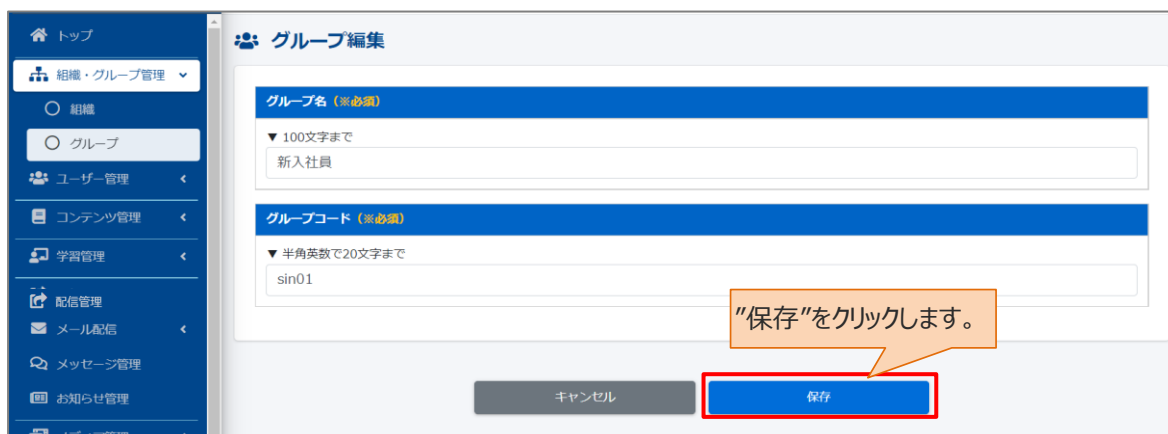 トップ
組織・グループ管理
組織
グループ
ユーザー管理
コンテンツ管理
学習管理
配信管理
メール配信
メッセージ管理
お知らせ管理
グループ編集
グループ名（※必須）
▼ 100文字まで
新入社員
グループコード（※必須）
▼ 半角英数で20文字まで
sin01
”保存”をクリックします。
キャンセル
保存